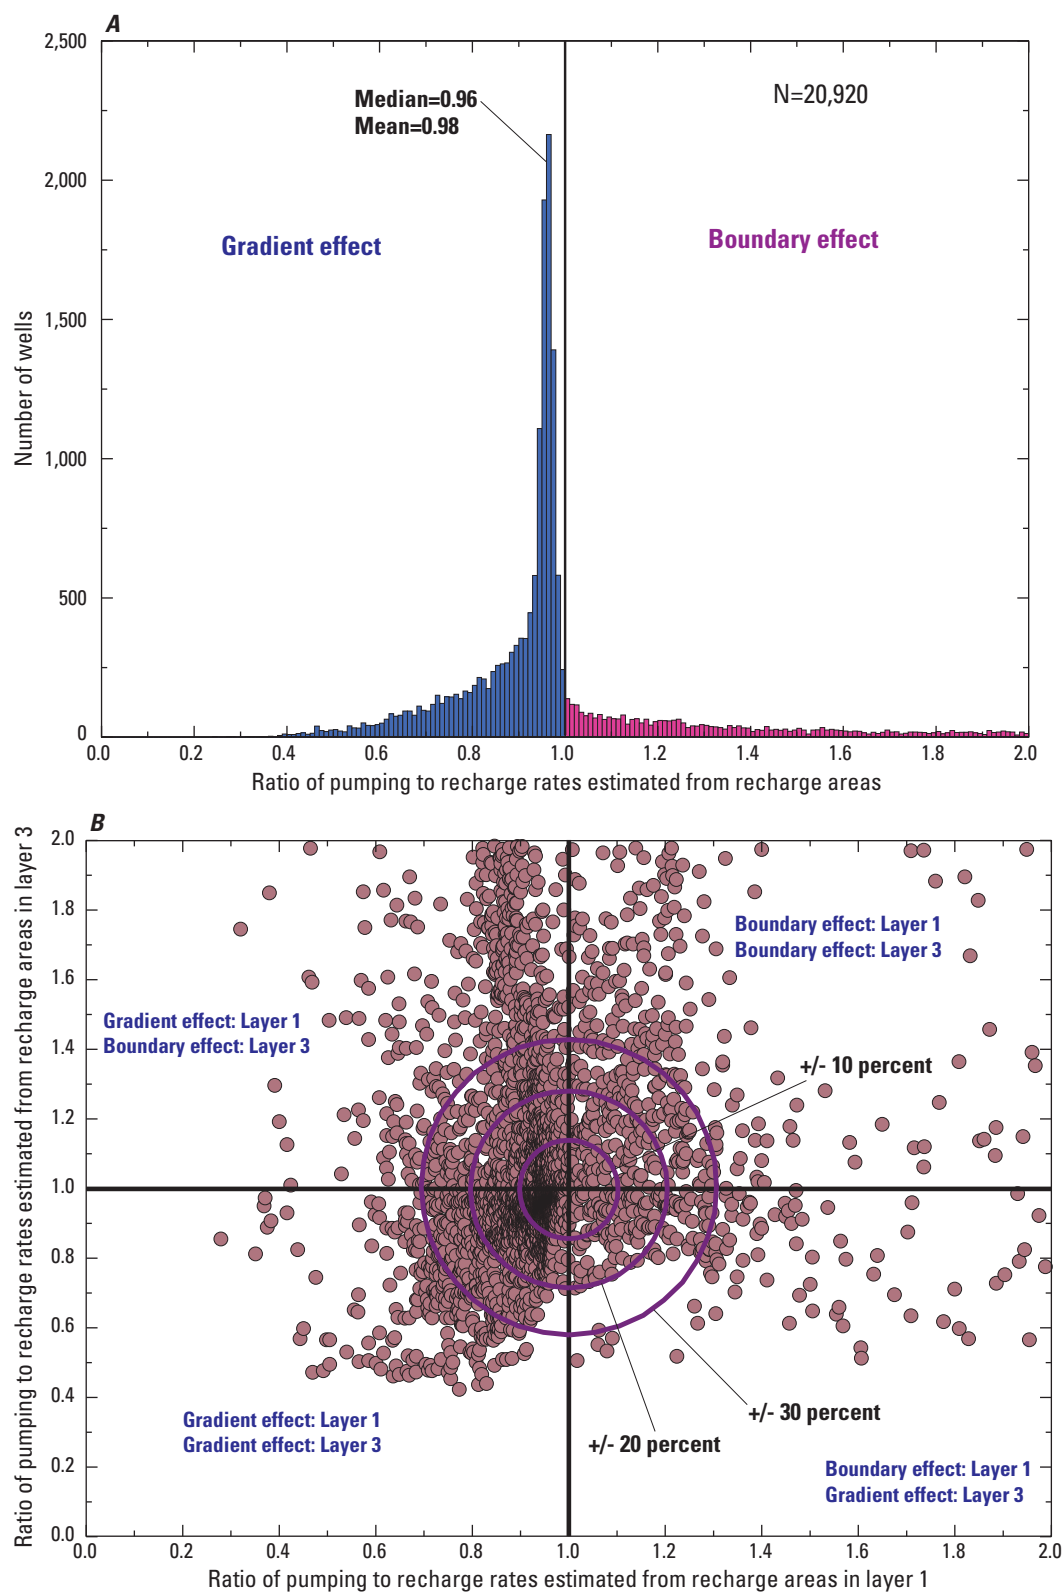 A
2,500
2,000
1,500
1,000
500
0
Number of wells
Median=0.96
Mean=0.98
N=20,920
Gradient effect
Boundary effect
0.0 0.2 0.4 0.6 0.8 1.0 1.2 1.4 1.6 1.8 2.0
Ratio of pumping to recharge rates estimated from recharge areas
B
2.0
1.8
1.6
1.4
1.2
1.0
0.8
0.6
0.4
0.2
0.0
Ratio of pumping to recharge rates estimated from recharge areas in layer 3
Boundary effect: Layer 1
Boundary effect: Layer 3
Gradient effect: Layer 1
Boundary effect: Layer 3
+/- 10 percent
+/- 30 percent
+/- 20 percent
Gradient effect: Layer 1
Gradient effect: Layer 3
Boundary effect: Layer 1
Gradient effect: Layer 3
0.0 0.2 0.4 0.6 0.8 1.0 1.2 1.4 1.6 1.8 2.0
Ratio of pumping to recharge rates estimated from recharge areas in layer 1